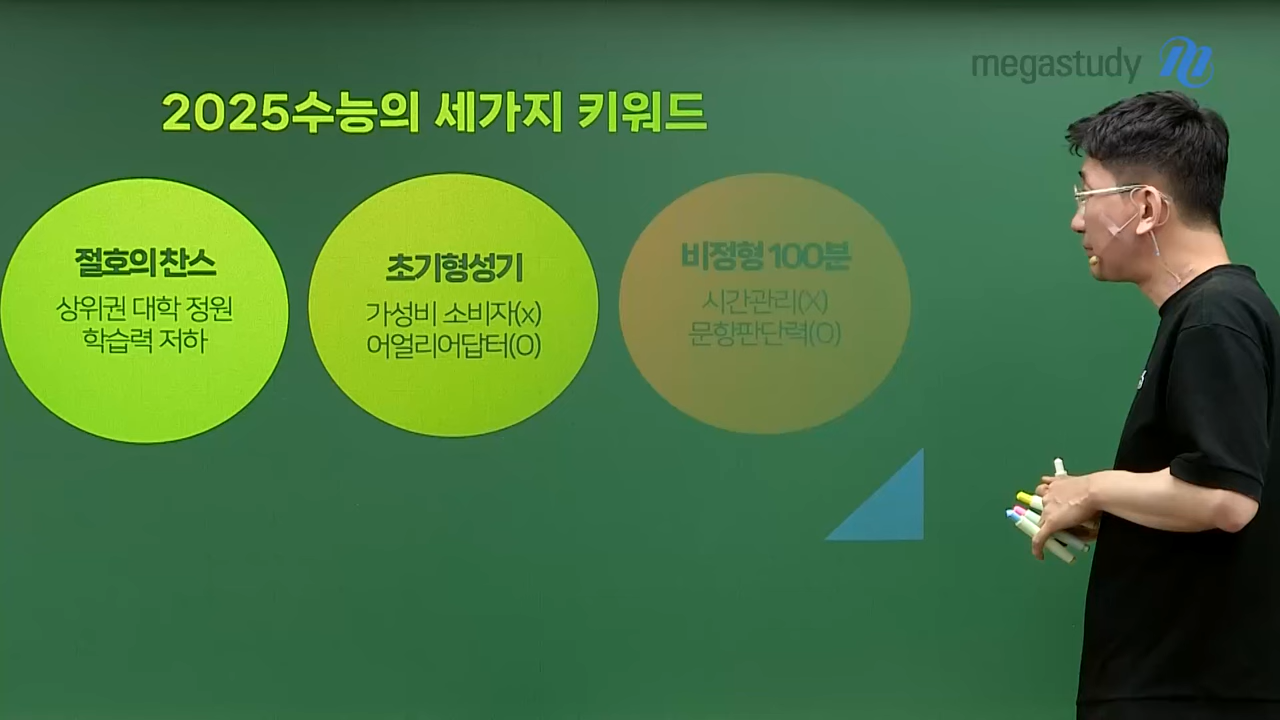 megastudy
2025수능의 세가지 키워드
절호의 찬스
상위권 대학 정원
학습력 저하
초기형성기
가성비 소비자(x)
어얼리어답터(O)
비정형 100분
시간관리(X)
문항판단력(O)